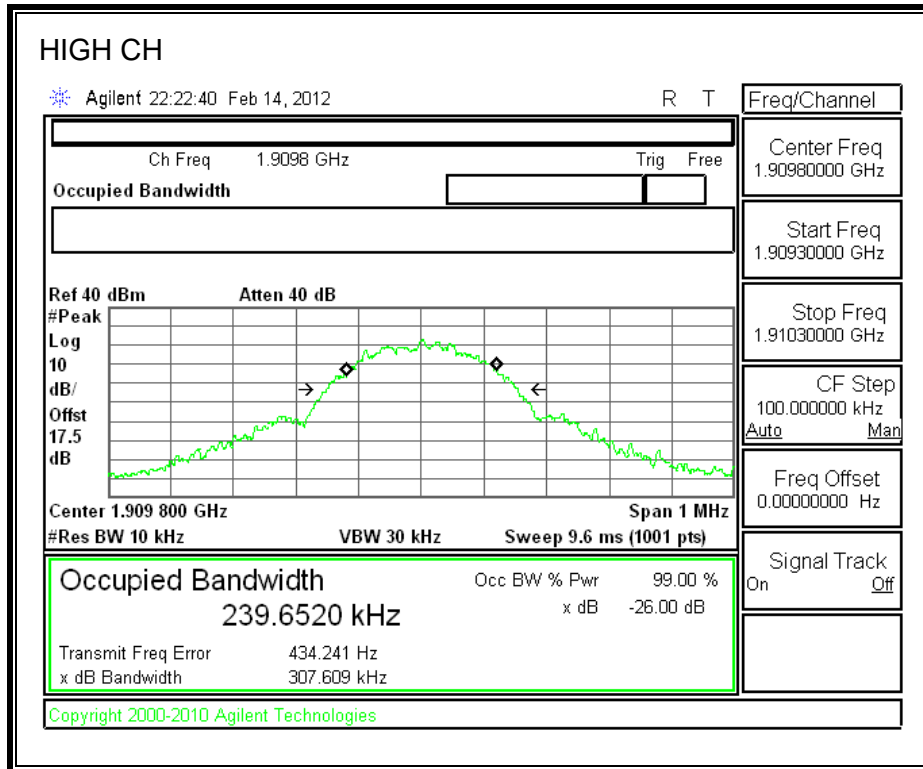 HIGH CH
Agilent 22:22:40 Feb 14, 2012 R T
Freq/Channel
Ch Freq 1.9098 GHz Trig Free
Occupied Bandwidth
Center Freq
1.90980000 GHz
Start Freq
1.90930000 GHz
Stop Freq
1.91030000 GHz
CF Step
100.000000 kHz
Auto Man
Freq Offset
0.00000000 Hz
Signal Track
On Off
Ref 40 dBm Atten 40 dB
#Peak
Log
10
dB/
Offst
17.5
dB
Center 1.909 800 GHz Span 1 MHz
#Res BW 10 kHz VBW 30 kHz Sweep 9.6 ms (1001 pts)
Occupied Bandwidth Occ BW % Pwr 99.00 %
239.6520 kHz x dB -26.00 dB
Transmit Freq Error 434.241 Hz
x dB Bandwidth 307.609 kHz
Copyright 2000-2010 Agilent Technologies